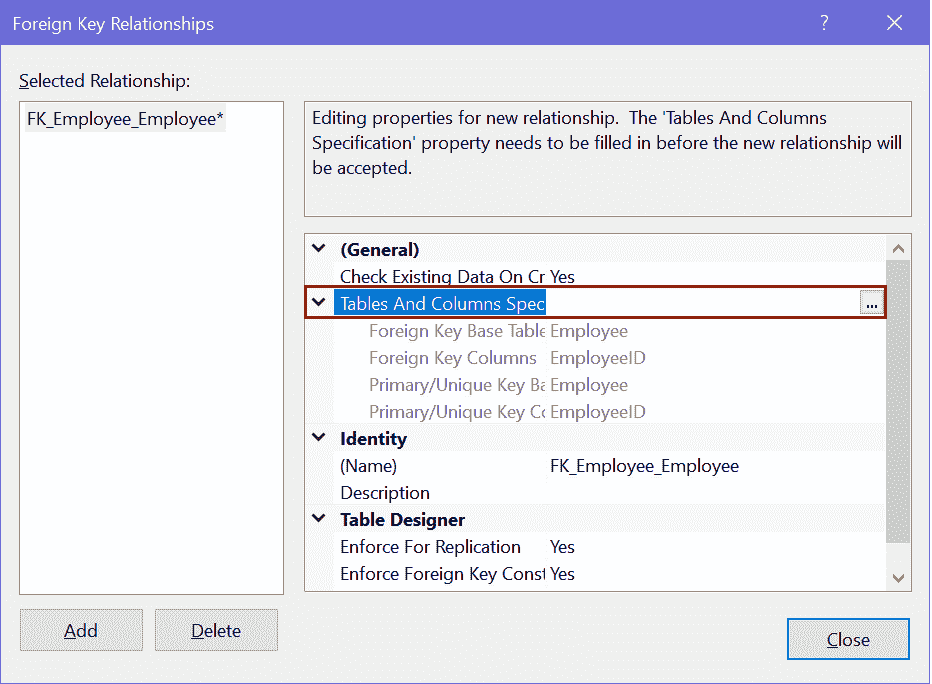 Foreign Key Relationships
?
Selected Relationship:
FK_Employee_Employee*
Editing properties for new relationship.  The 'Tables And Columns
Specification' property needs to be filled in before the new relationship will
be accepted.
(General)
Check Existing Data On Cr Yes
Tables And Columns Spec ...
Foreign Key Base Table Employee
Foreign Key Columns EmployeeID
Primary/Unique Key Ba Employee
Primary/Unique Key Co EmployeeID
Identity
(Name) FK_Employee_Employee
Description
Table Designer
Enforce For Replication Yes
Enforce Foreign Key Const Yes
Add Delete
Close